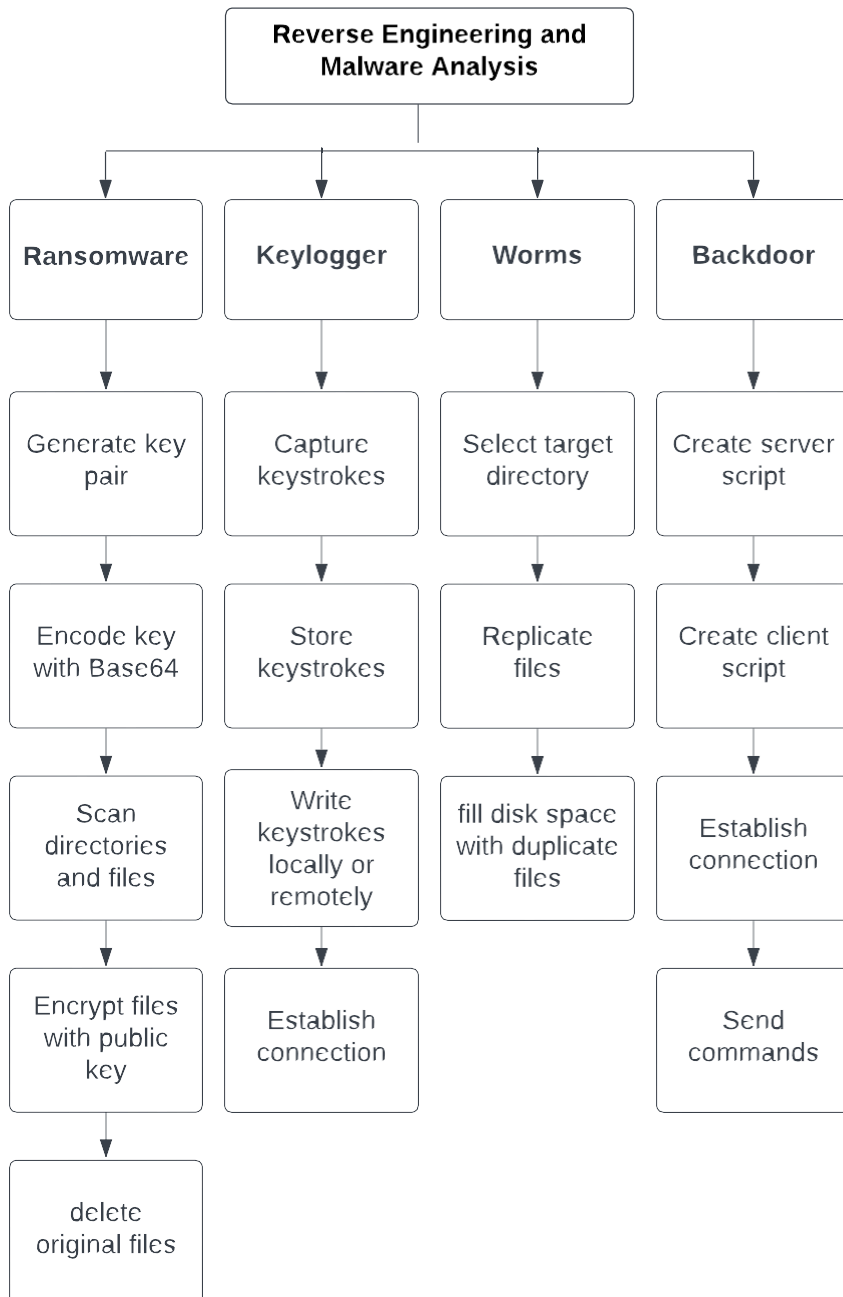 Reverse Engineering and
Malware Analysis
Ransomware
Keylogger
Worms
Backdoor
Generate key
pair
Capture
keystrokes
Select target
directory
Create server
script
Encode key
with Base64
Store
keystrokes
Replicate
files
Create client
script
Scan
directories
and files
Write
keystrokes
locally or
remotely
fill disk space
with duplicate
files
Establish
connection
Encrypt files
with public
key
Establish
connection
Send
commands
delete
original files